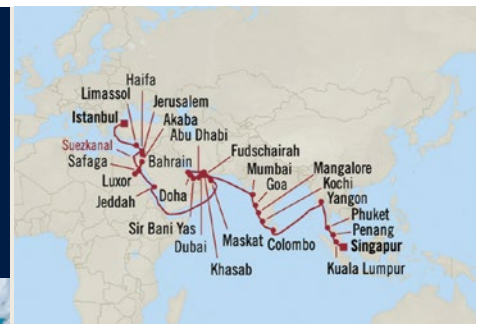 Haifa
Limassol
Jerusalem
Istanbul
Akaba
Abu Dhabi
Suezkanal
Fudschairah
Safaga
Bahrain
Mumbai
Mangalore
Luxor
Goa
Kochi
Jeddah
Doha
Yangon
Phuket
Sir Bani Yas
Maskat
Colombo
Penang
Dubai
Singapur
Khasab
Kuala Lumpur